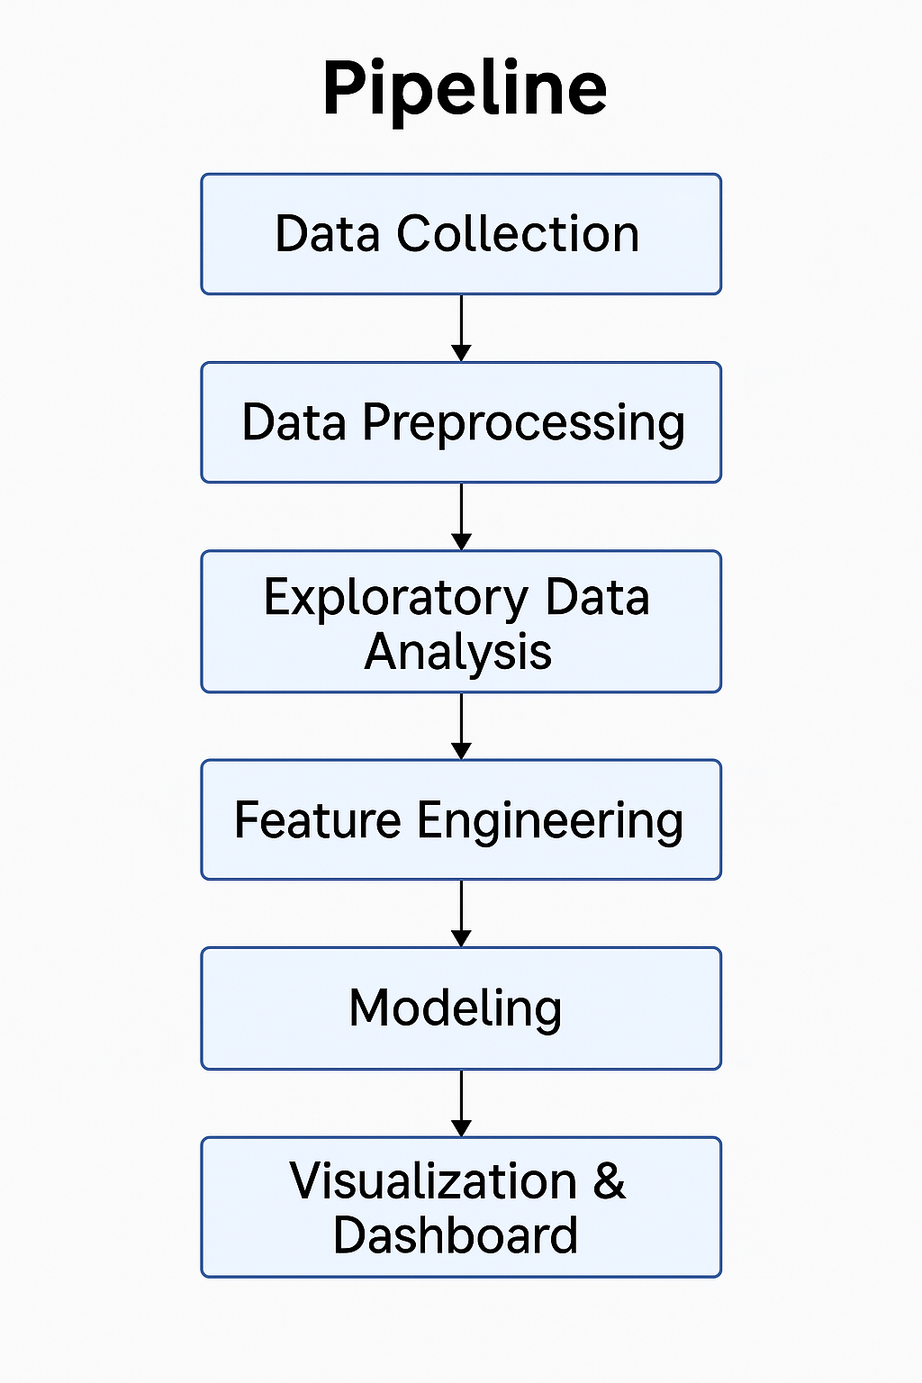 Pipeline
Data Collection
Data Preprocessing
Exploratory Data
Analysis
Feature Engineering
Modeling
Visualization &
Dashboard